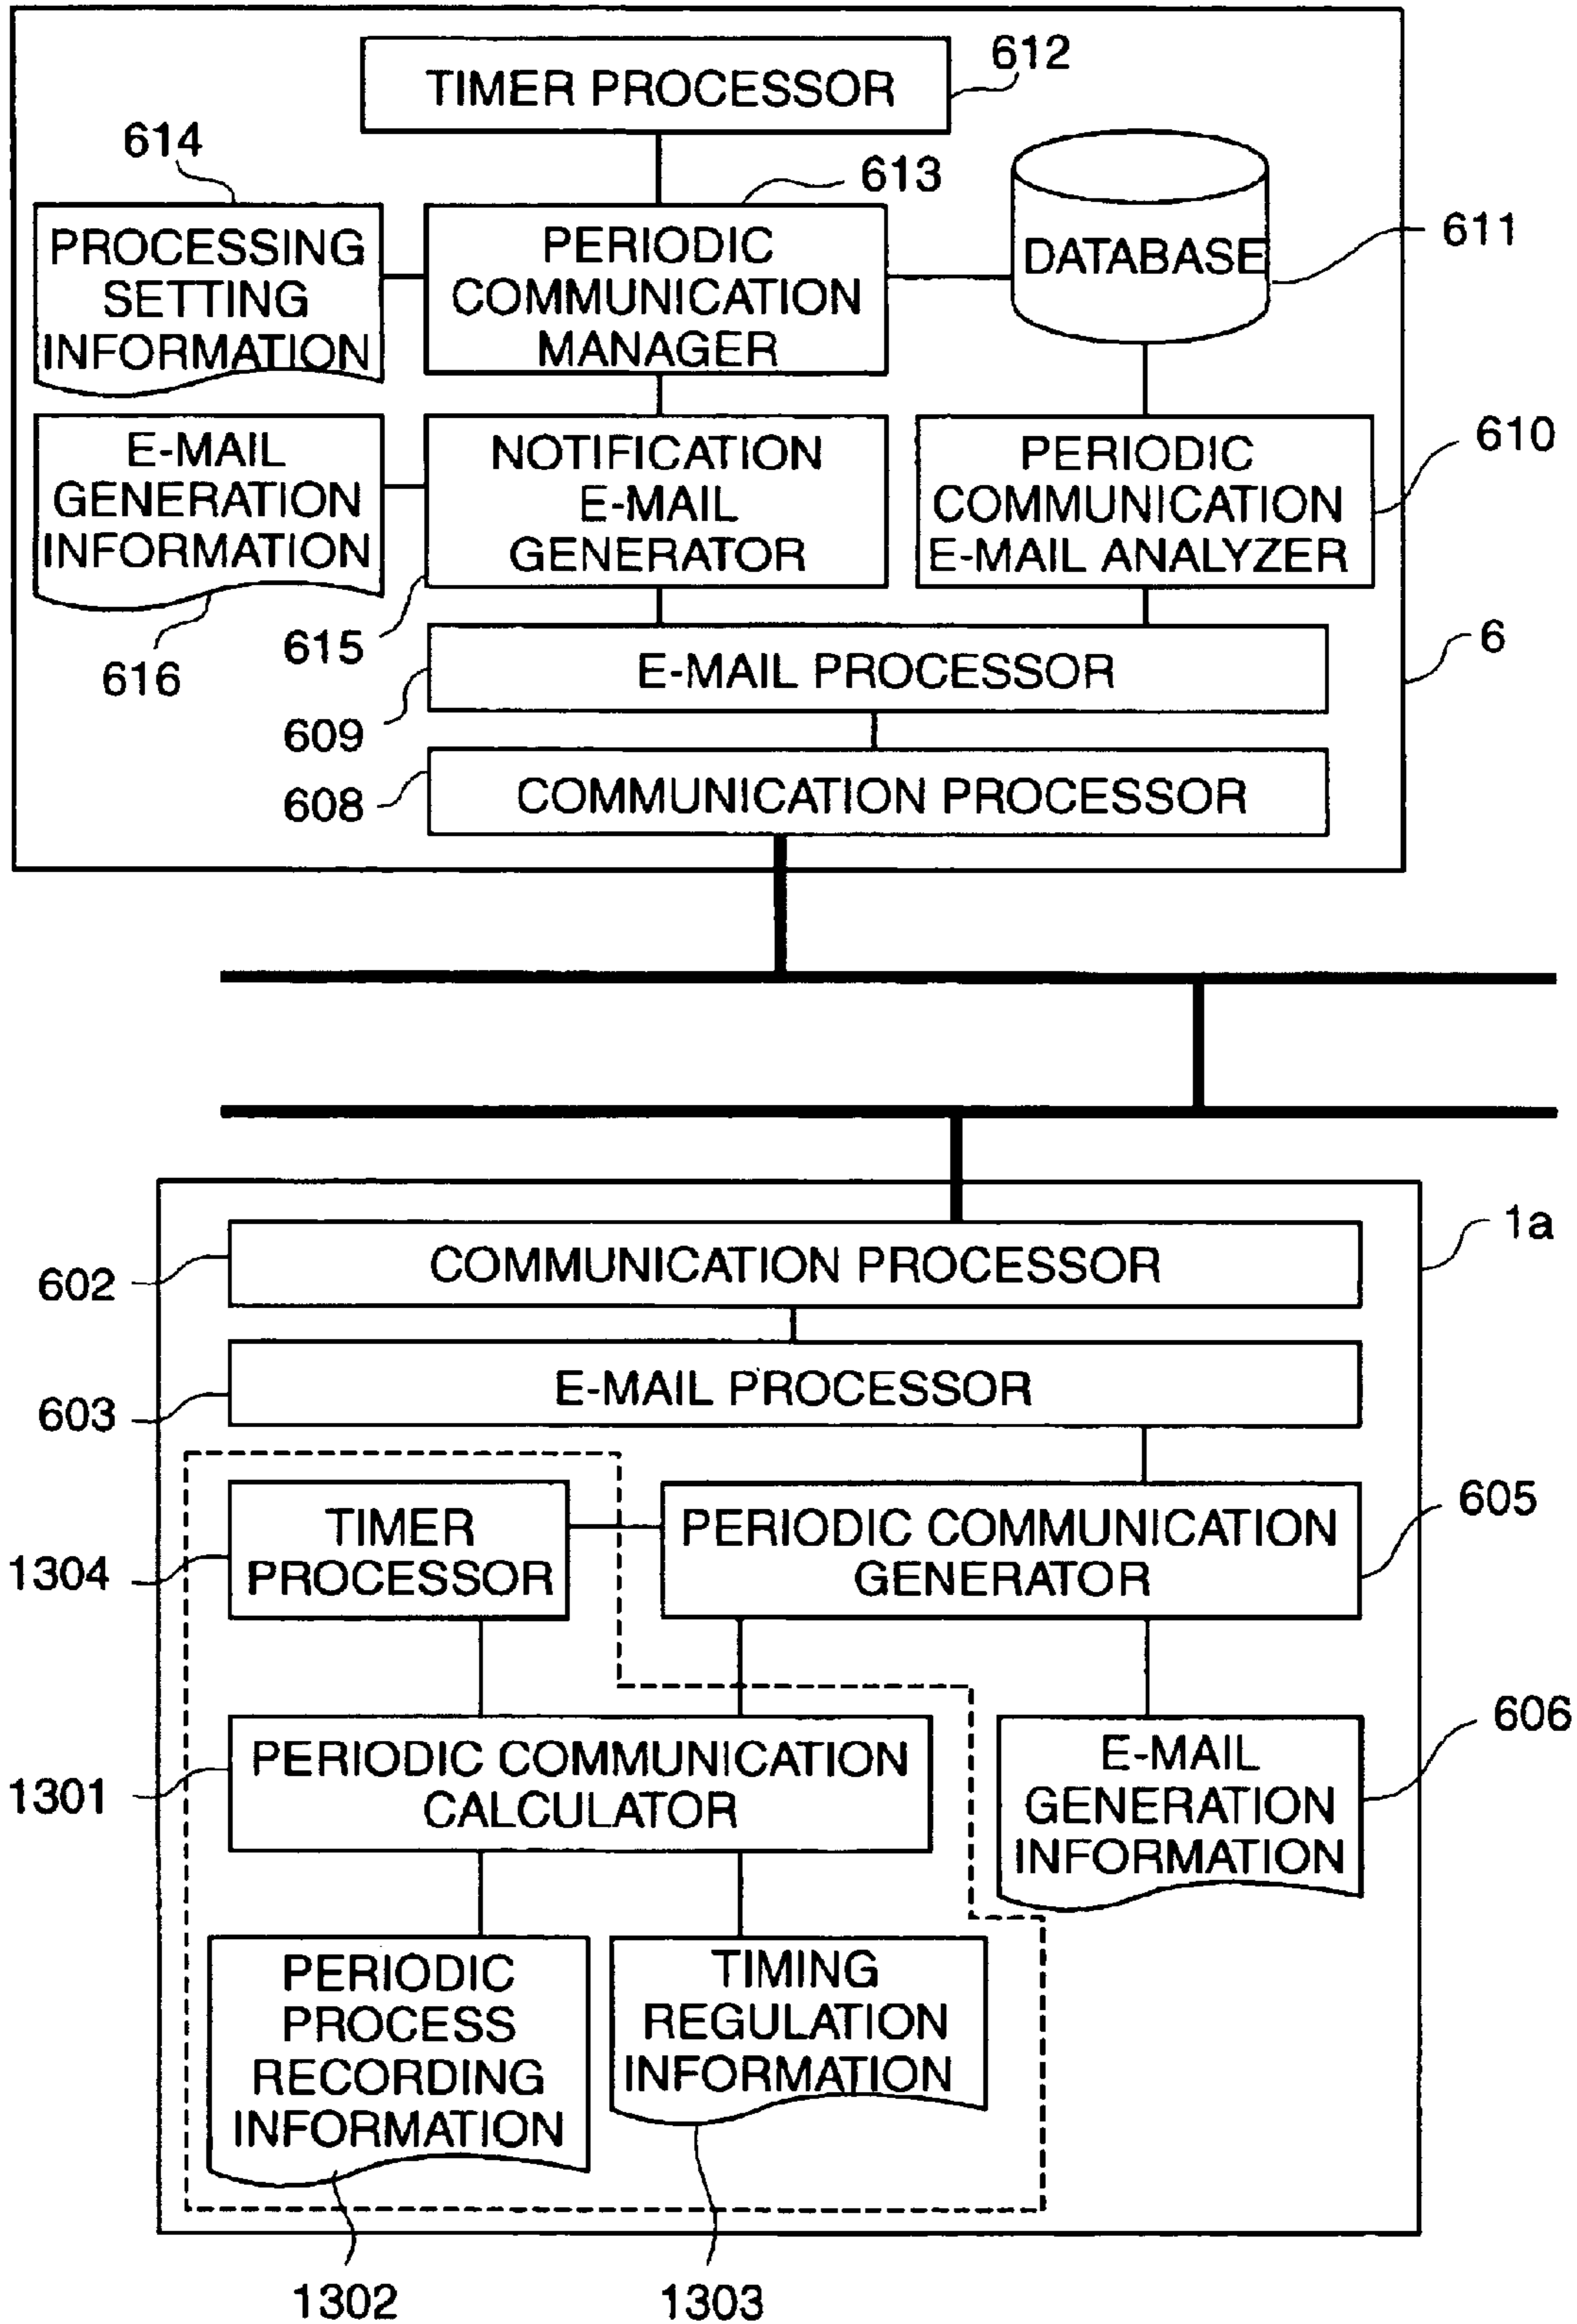 612
TIMER PROCESSOR
614
613
611
PROCESSING
SETTING
INFORMATION
PERIODIC
COMMUNICATION
MANAGER
DATABASE
610
E-MAIL
GENERATION
INFORMATION
NOTIFICATION
E-MAIL
GENERATOR
PERIODIC
COMMUNICATION
E-MAIL ANALYZER
616
615
6
E-MAIL PROCESSOR
609
608
COMMUNICATION PROCESSOR
1a
602
COMMUNICATION PROCESSOR
603
E-MAIL PROCESSOR
605
1304
TIMER
PROCESSOR
PERIODIC COMMUNICATION
GENERATOR
606
1301
PERIODIC COMMUNICATION
CALCULATOR
E-MAIL
GENERATION
INFORMATION
PERIODIC
PROCESS
RECORDING
INFORMATION
TIMING
REGULATION
INFORMATION
1302
1303